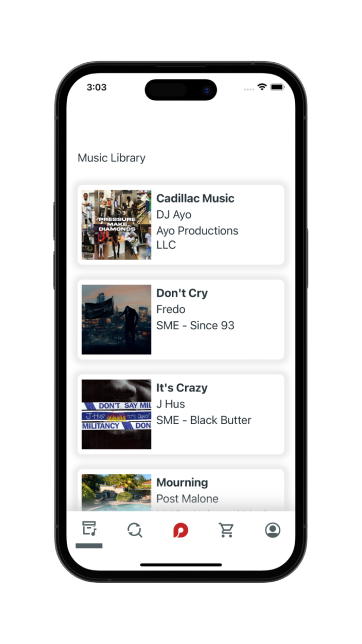 3:03
Music Library
PRESSURE
MAKE
DIAMONDS
Cadillac Music
DJ Ayo
Ayo Productions
LLC
Don't Cry
Fredo
SME - Since 93
DON'T SAY MIL
MILITANCY
DON
It's Crazy
J Hus
SME - Black Butter
Mourning
Post Malone